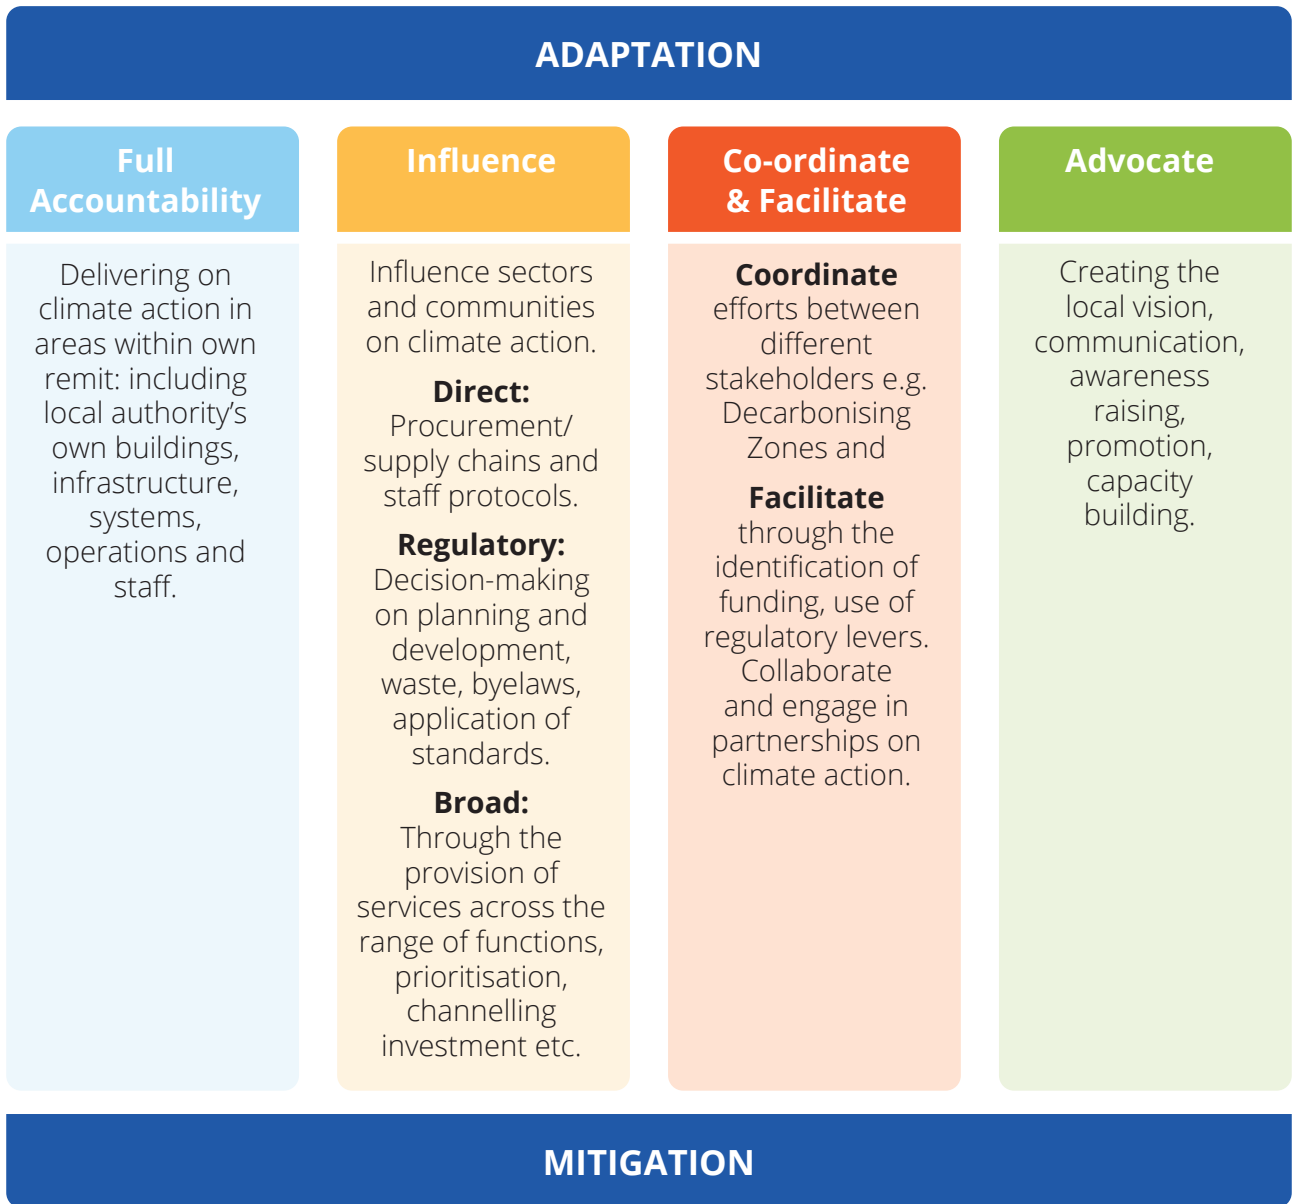 ADAPTATION
Full
Accountability
Delivering on
climate action in
areas within own
remit: including
local authority’s
own buildings,
infrastructure,
systems,
operations and
staff.
Influence
Influence sectors
and communities
on climate action.
Direct:
Procurement/
supply chains and
staff protocols.
Regulatory:
Decision-making
on planning and
development,
waste, byelaws,
application of
standards.
Broad:
Through the
provision of
services across the
range of functions,
prioritisation,
channelling
investment etc.
Co-ordinate
& Facilitate
Coordinate
efforts between
different
stakeholders e.g.
Decarbonising
Zones and
Facilitate
through the
identification of
funding, use of
regulatory levers.
Collaborate
and engage in
partnerships on
climate action.
Advocate
Creating the
local vision,
communication,
awareness
raising,
promotion,
capacity
building.
MITIGATION